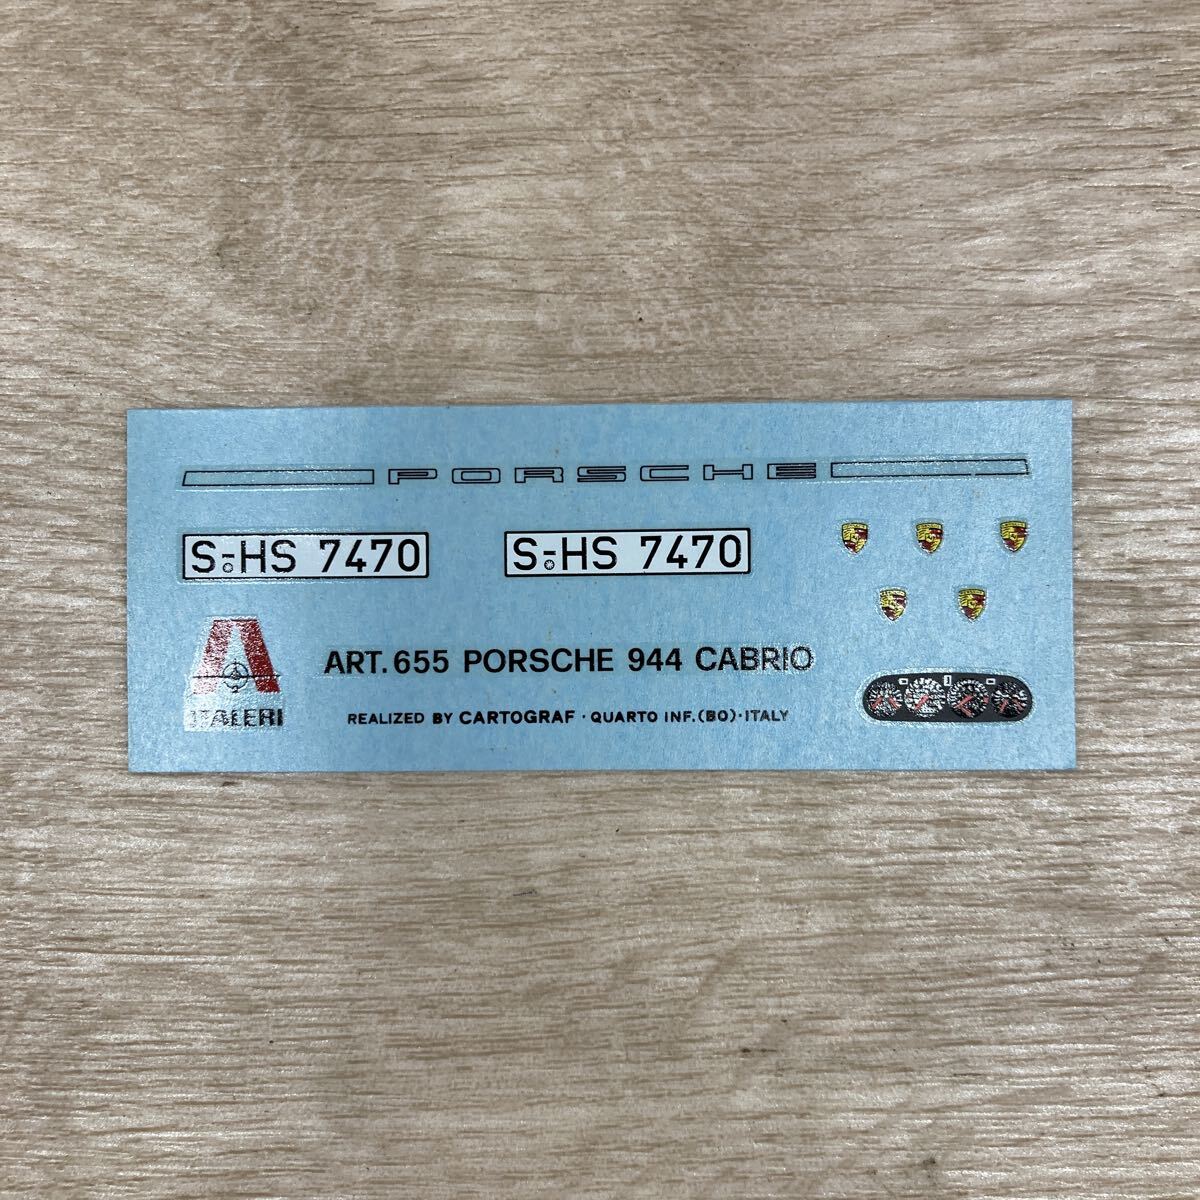 PORSCHE
S-HS 7470
S-HS 7470
ITALERI
ART. 655 PORSCHE 944 CABRIO
REALIZED BY CARTOGRAF · QUARTO INF. (BO) · ITALY